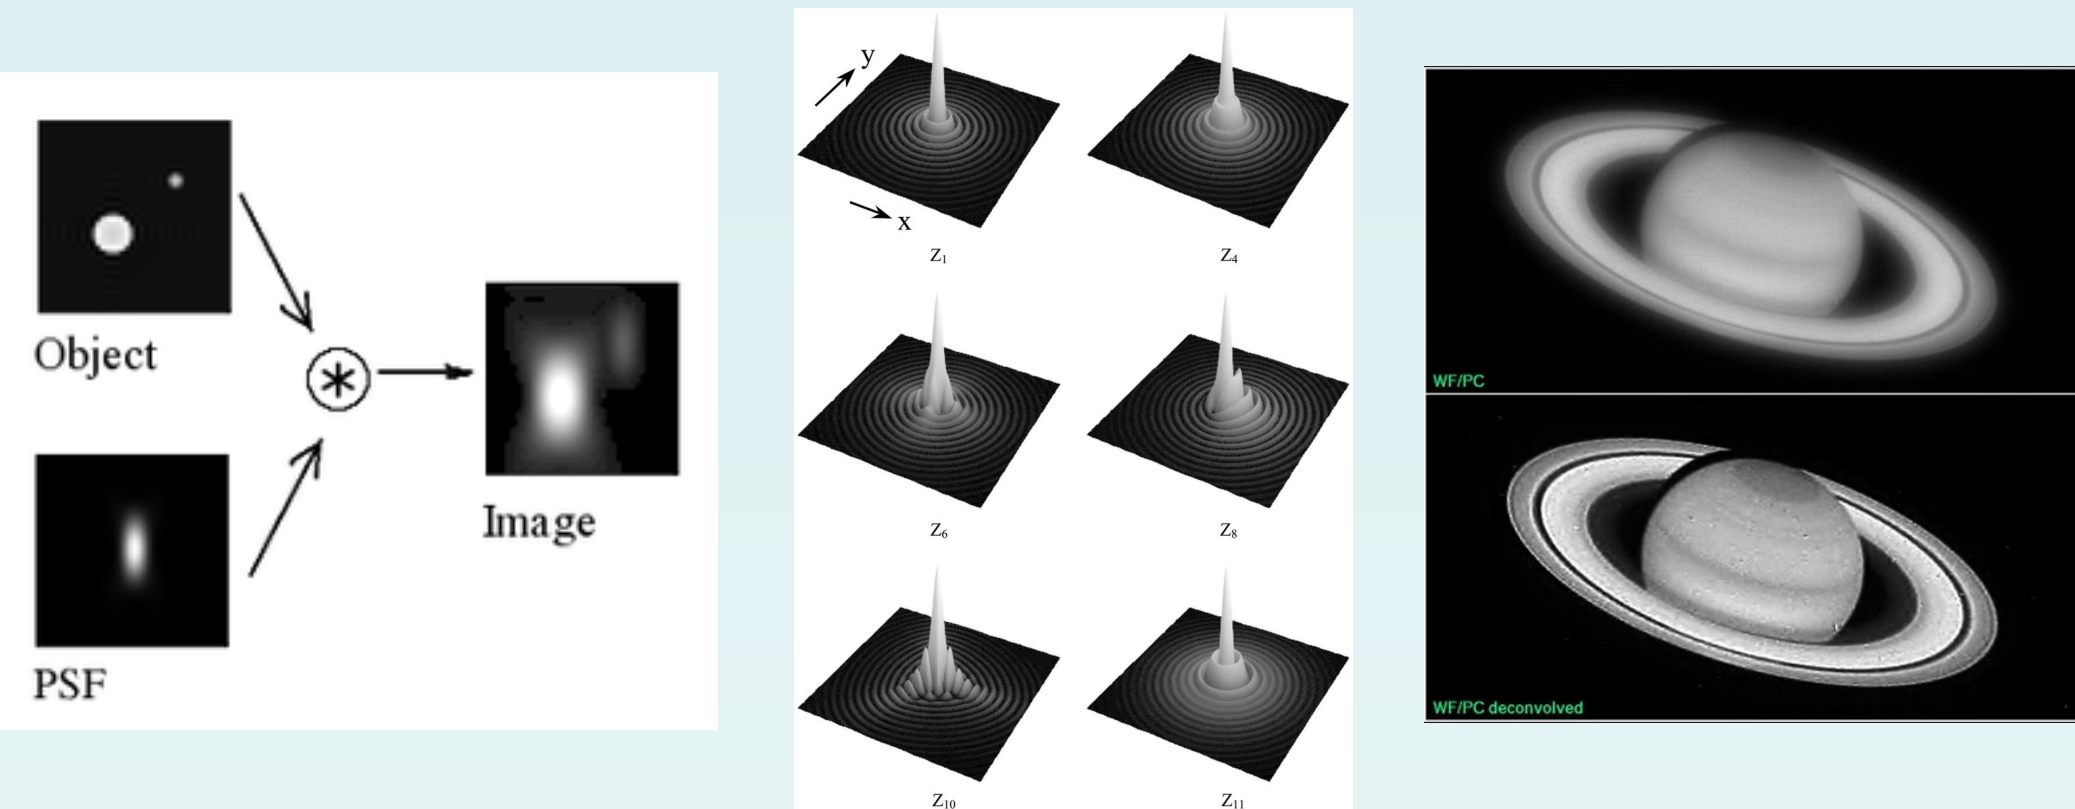 Object
PSF
Image
y
x
Z₁
Z₄
Z₆
Z₈
Z₁₀
Z₁₁
WF/PC
WF/PC deconvolved